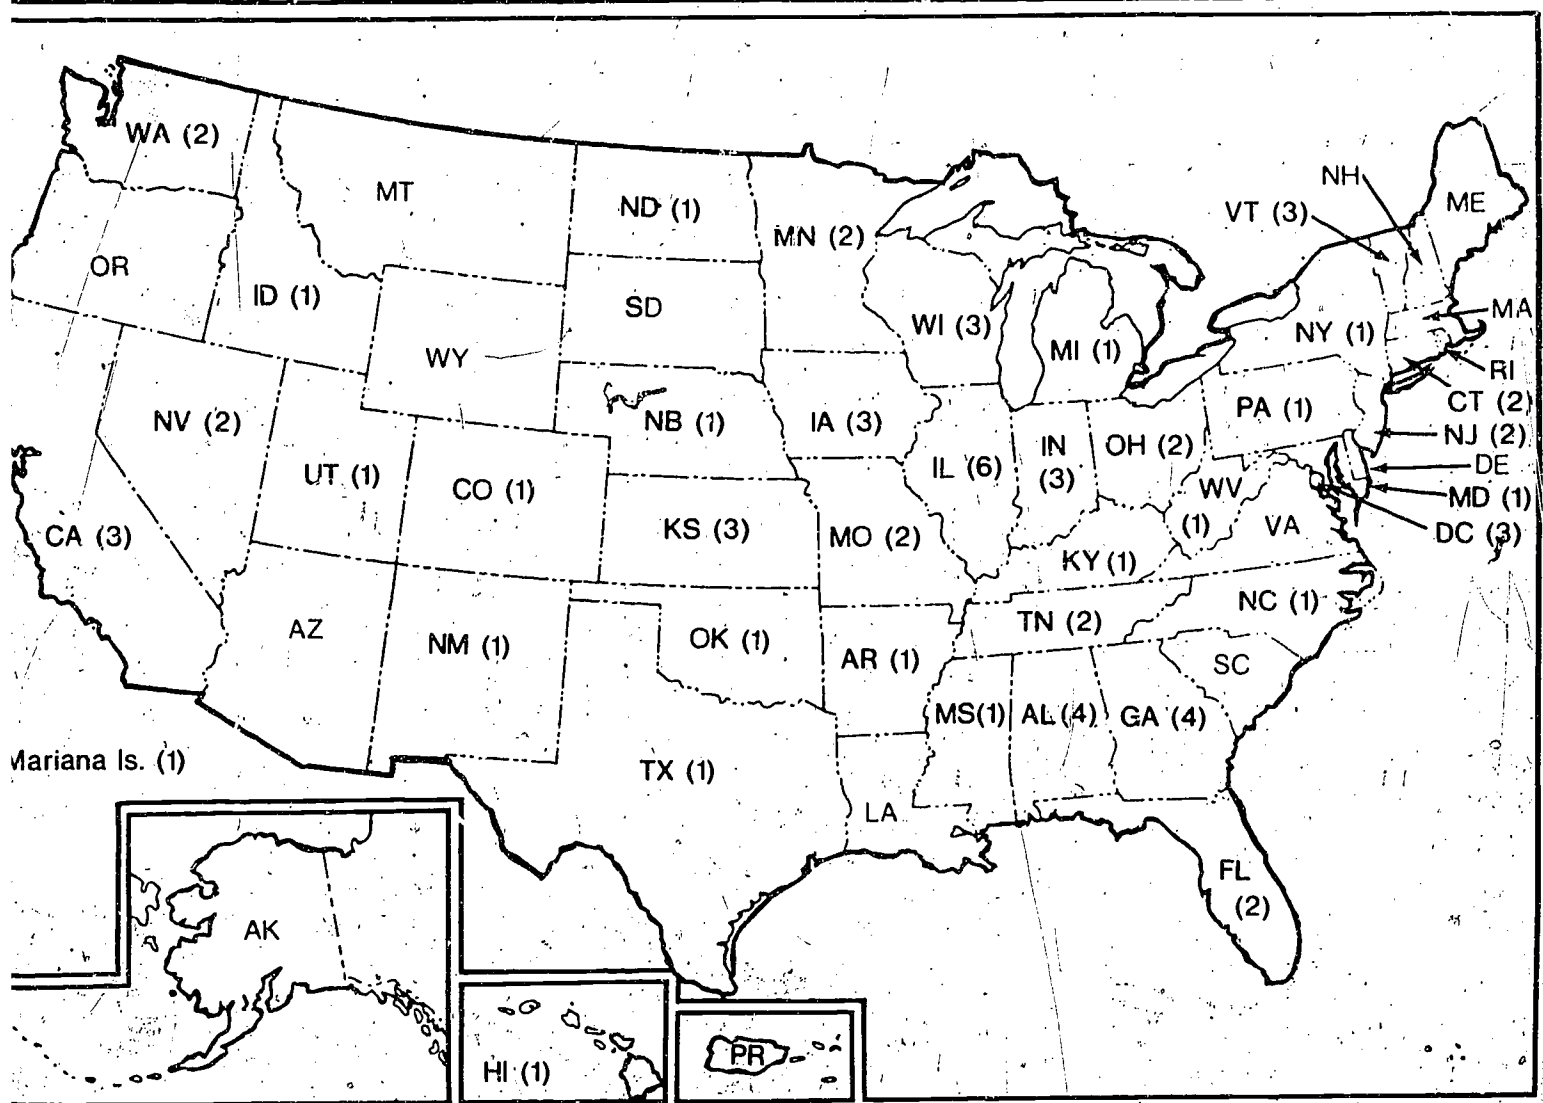 WA (2)
MT
ND (1)
MN (2)
VT (3)
NH
ME
OR
ID (1)
SD
WI (3)
MI (1)
NY (1)
MA
WY
RI
NV (2)
UT (1)
CO (1)
NB (1)
IA (3)
IL (6)
IN
(3)
OH (2)
PA (1)
CT (2)
NJ (2)
DE
MD (1)
DC (3)
WV
(1)
VA
CA (3)
KS (3)
MO (2)
KY (1)
AZ
NM (1)
OK (1)
AR (1)
TN (2)
NC (1)
SC
MS(1)
AL (4)
GA (4)
Mariana Is. (1)
TX (1)
LA
FL
(2)
AK
HI (1)
PR